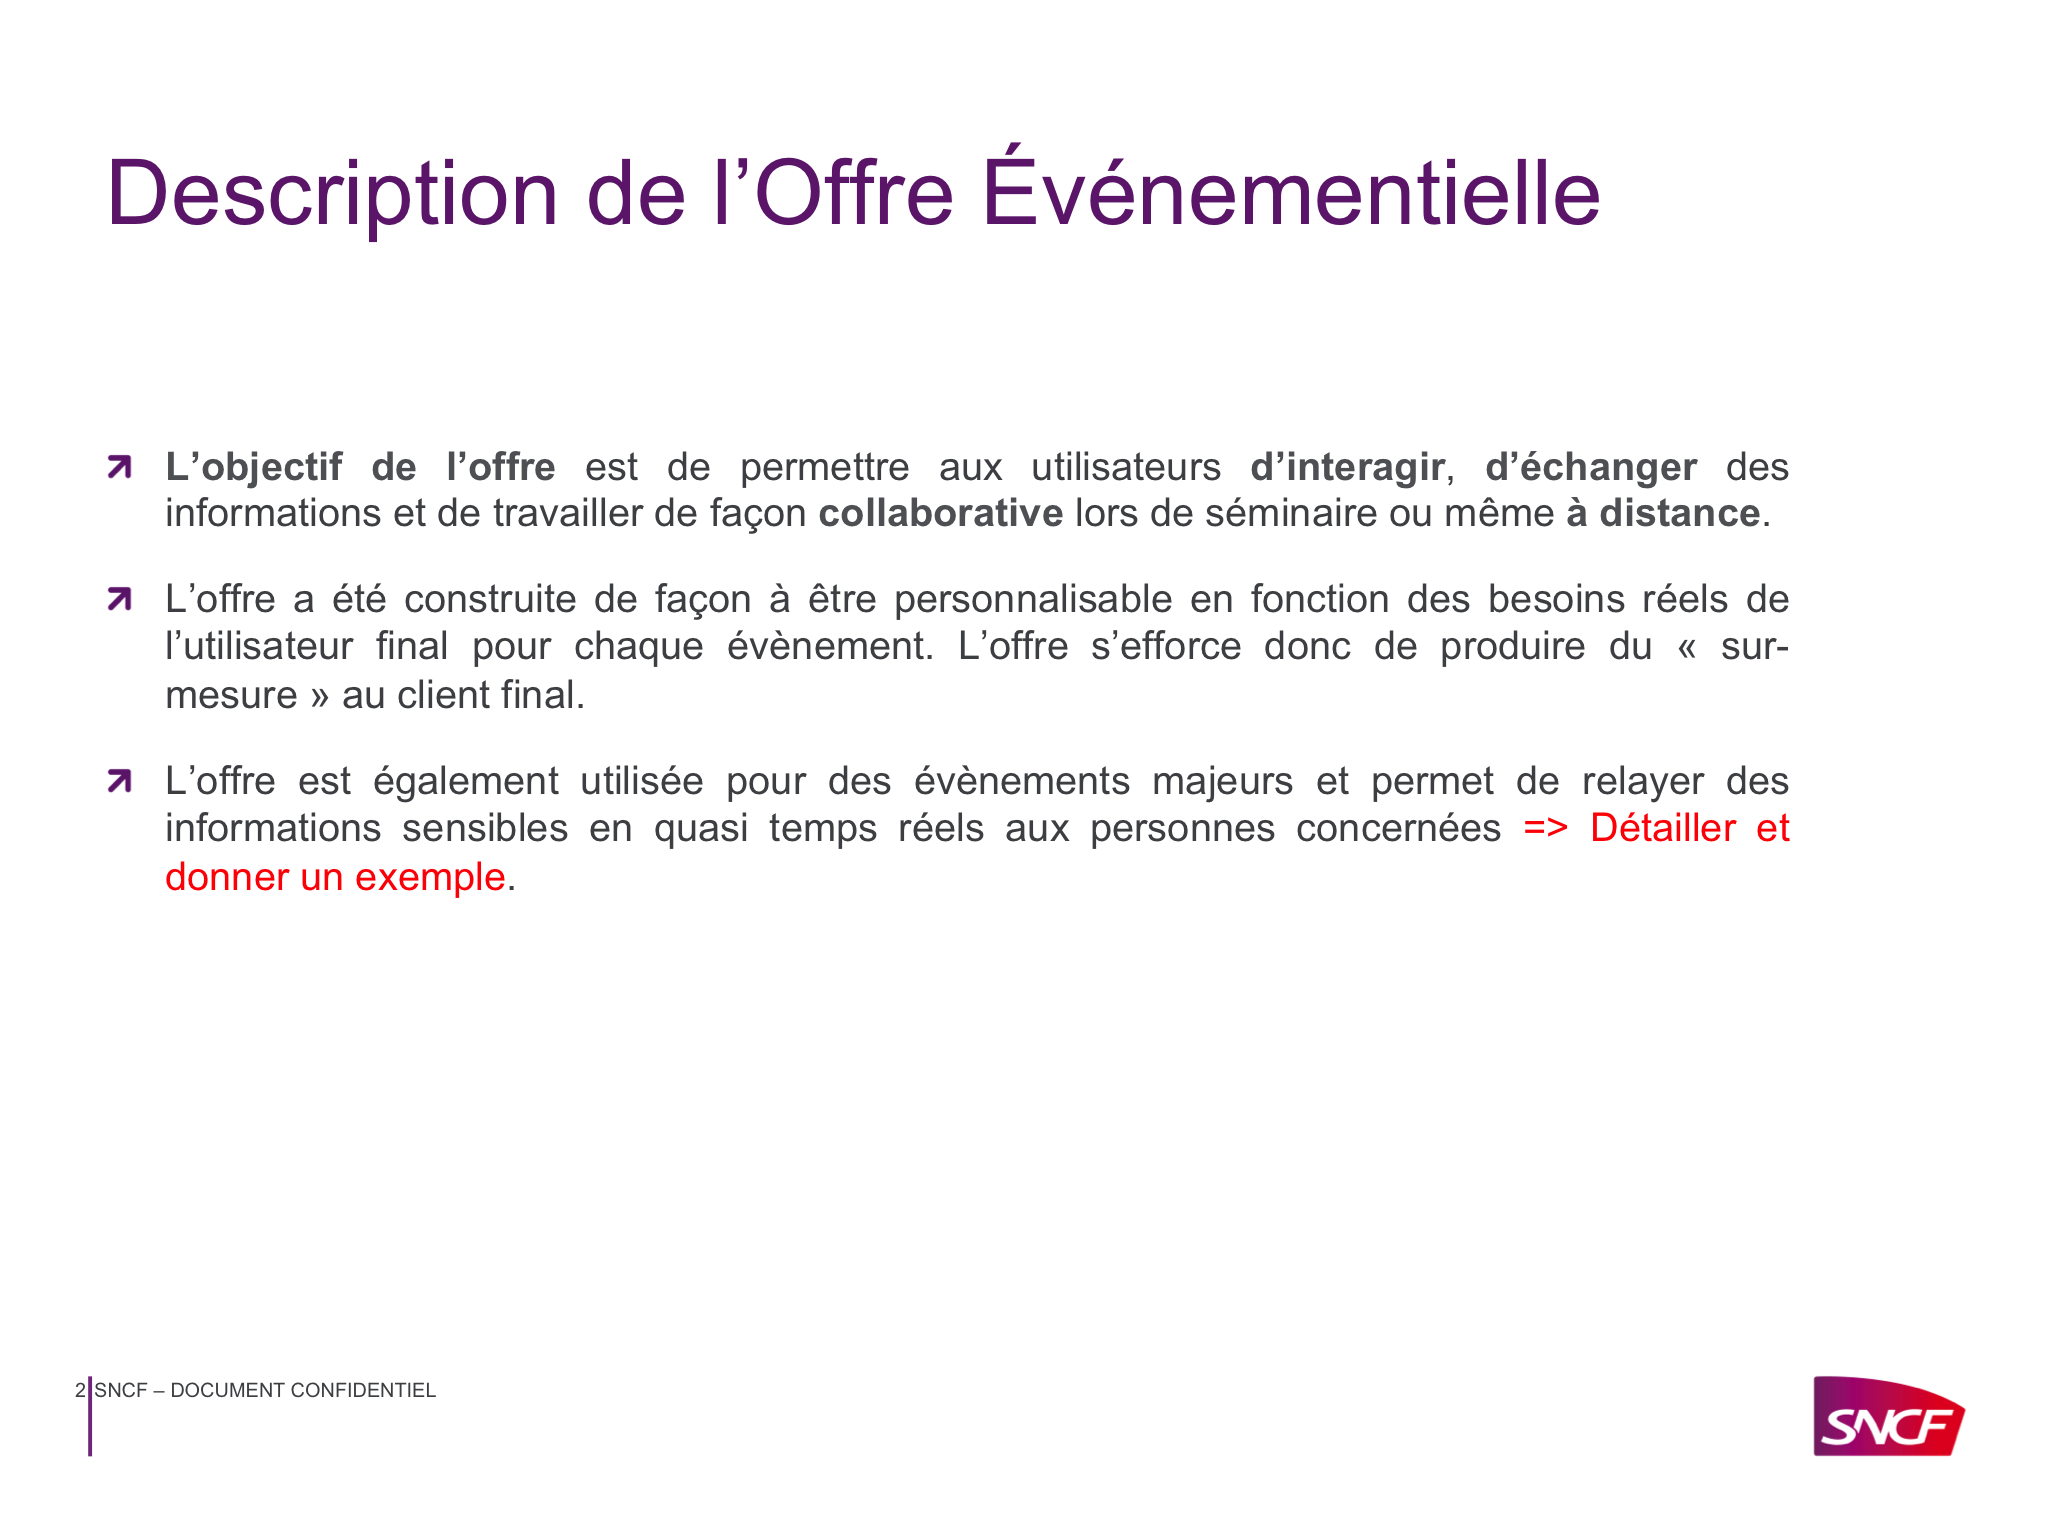 Description de l’Offre Événementielle
L’objectif de l’offre est de permettre aux utilisateurs d’interagir, d’échanger des
informations et de travailler de façon collaborative lors de séminaire ou même à distance.
L’offre a été construite de façon à être personnalisable en fonction des besoins réels de
l’utilisateur final pour chaque évènement. L’offre s’efforce donc de produire du « sur-
mesure » au client final.
L’offre est également utilisée pour des évènements majeurs et permet de relayer des
informations sensibles en quasi temps réels aux personnes concernées => Détailler et
donner un exemple.
2 SNCF – DOCUMENT CONFIDENTIEL
SNCF